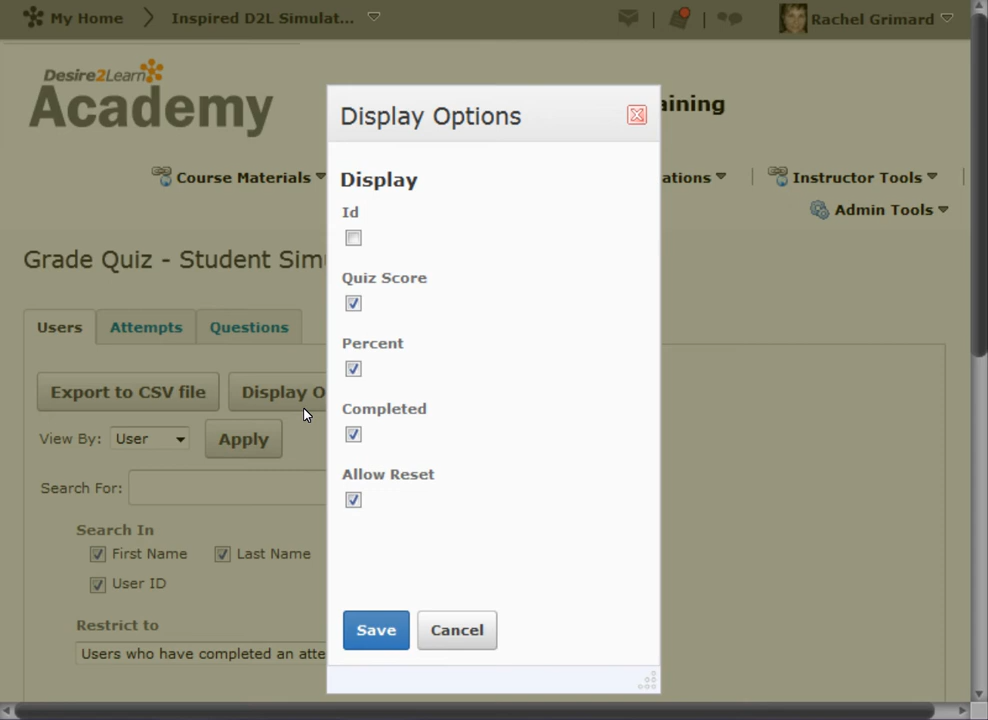 My Home
Inspired D2L Simulat...
Rachel Grimard
Desire2Learn
Academy
aining
Course Materials
ations
Instructor Tools
Admin Tools
Grade Quiz - Student Simu
Users
Attempts
Questions
Export to CSV file
Display O
View By:
User
Apply
Search For:
Search In
First Name
Last Name
User ID
Restrict to
Users who have completed an atte
Display Options
Display
Id
Quiz Score
Percent
Completed
Allow Reset
Save
Cancel